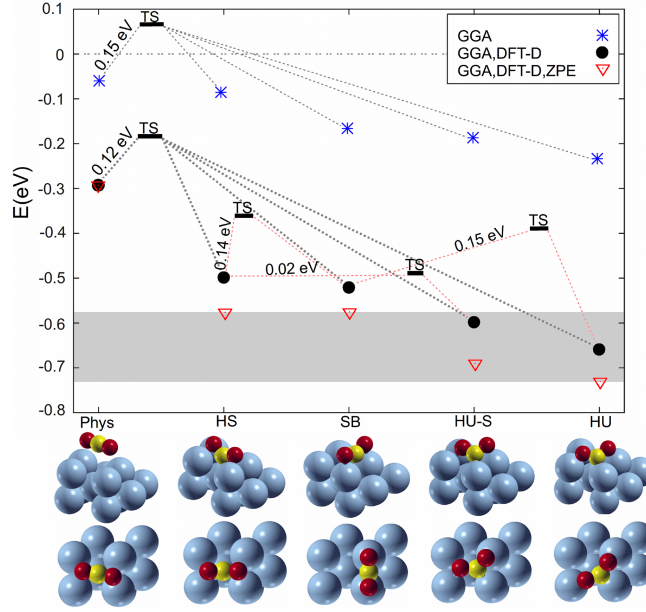 TS
0.15 eV
GGA
GGA,DFT-D
GGA,DFT-D,ZPE
0
-0.1
-0.2
-0.3
-0.4
-0.5
-0.6
-0.7
-0.8
E(eV)
TS
0.12 eV
TS
0.14 eV
0.02 eV
TS
0.15 eV
TS
Phys
HS
SB
HU-S
HU